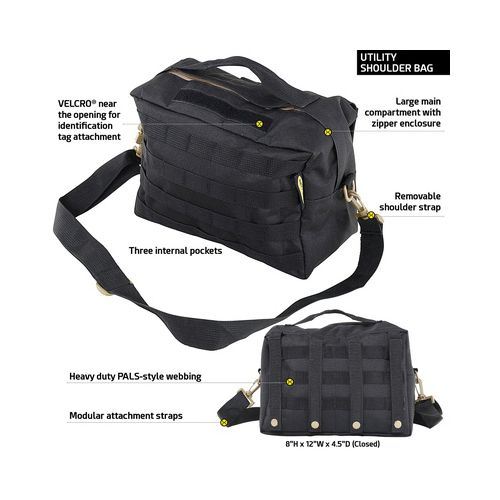 UTILITY
SHOULDER BAG
VELCRO® near
the opening for
identification
tag attachment
Large main
compartment with
zipper enclosure
Removable
shoulder strap
Three internal pockets
Heavy duty PALS-style webbing
Modular attachment straps
8"H x 12"W x 4.5"D (Closed)